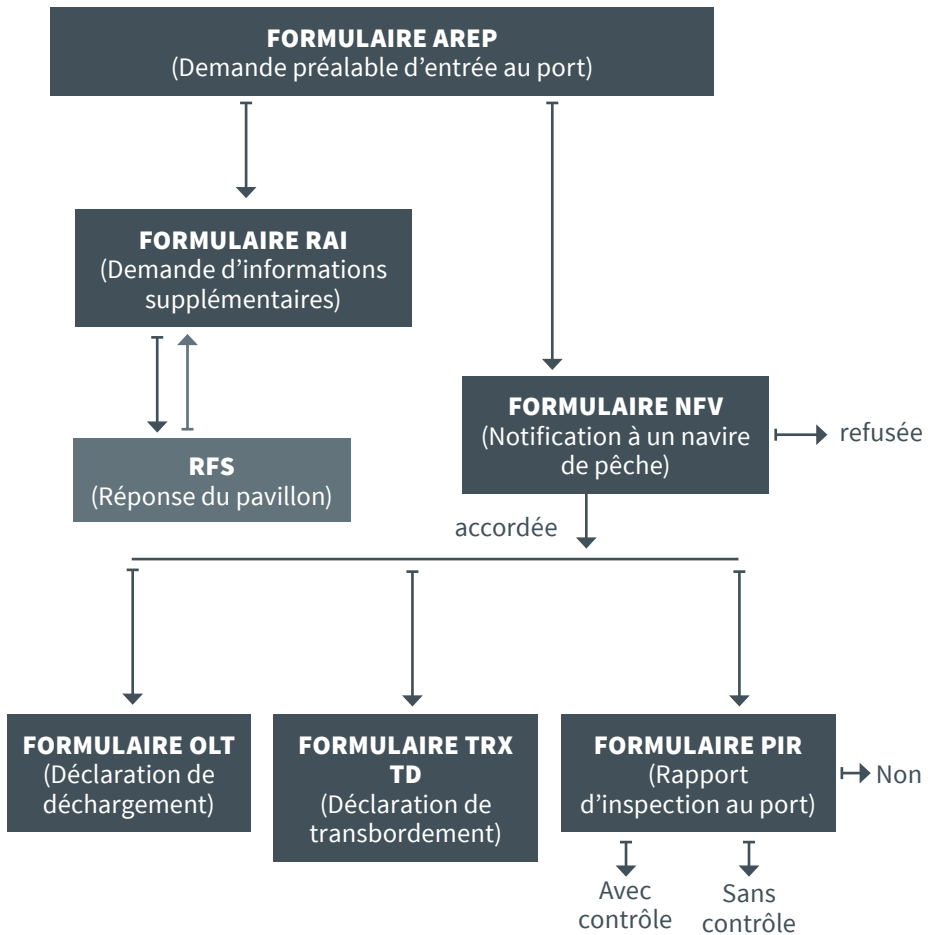 FORMULAIRE AREP
(Demande préalable d’entrée au port)
FORMULAIRE RAI
(Demande d’informations
supplémentaires)
FORMULAIRE NFV
(Notification à un navire
de pêche)
refusée
RFS
(Réponse du pavillon)
accordée
FORMULAIRE OLT
(Déclaration de
déchargement)
FORMULAIRE TRX
TD
(Déclaration de
transbordement)
FORMULAIRE PIR
(Rapport
d’inspection au port)
Non
Avec
contrôle
Sans
contrôle